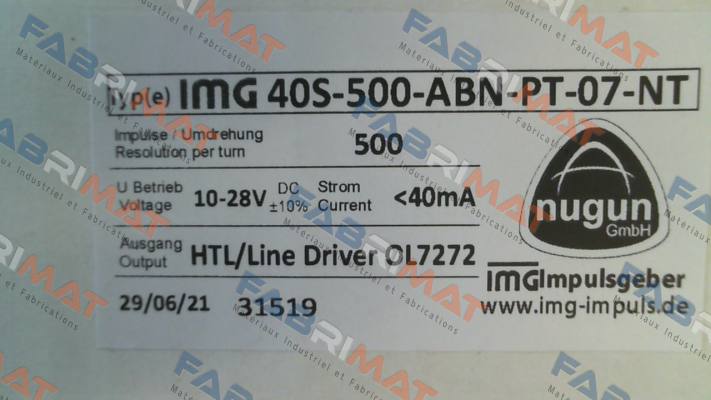 Typ(e) IMG 40S-500-ABN-PT-07-NT
Impulse / Umdrehung
Resolution per turn
500
U Betrieb
Voltage
10-28V
DC
±10%
Strom
Current
<40mA
Ausgang
Output
HTL/Line Driver OL7272
29/06/21 31519
nugun
GmbH
IMG Impulsgeber
www.img-impuls.de
FABRIMAT
Matériaux Industriel et Fabrications